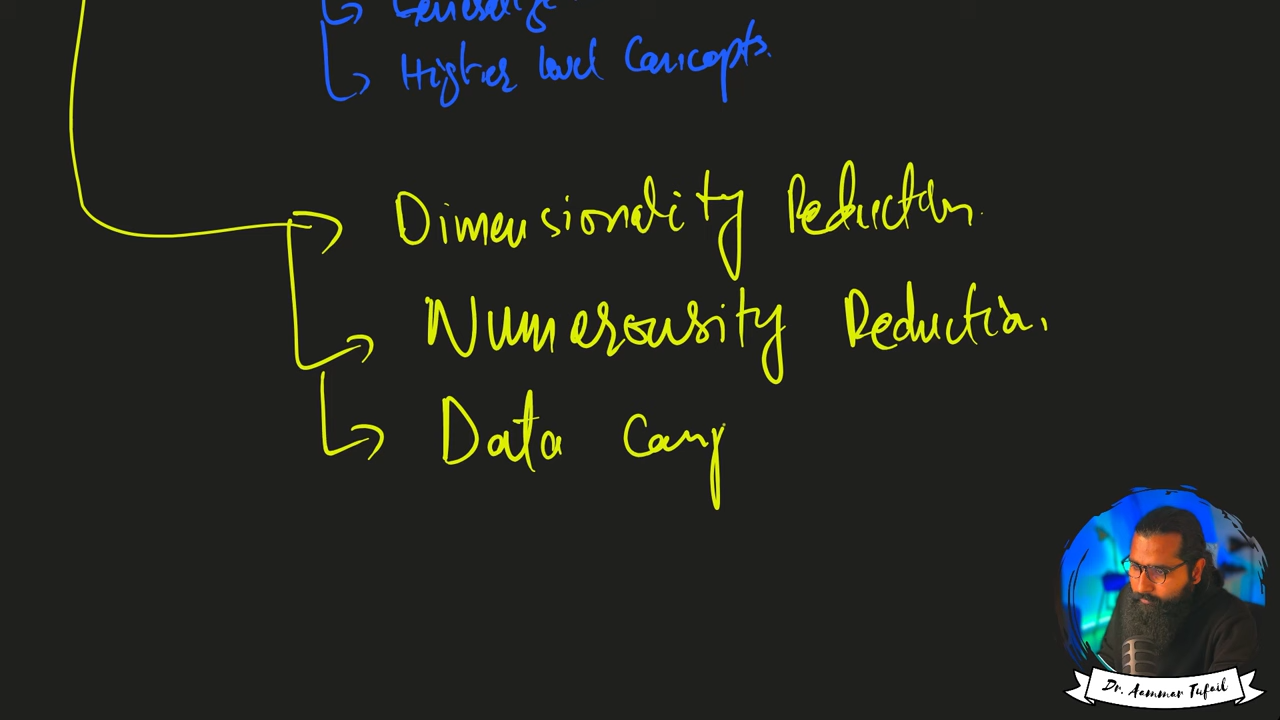 Higher level Concepts.
Dimensionality Reduction.
Numerousity Reduction.
Data Comp
Dr. Aammar Tufail